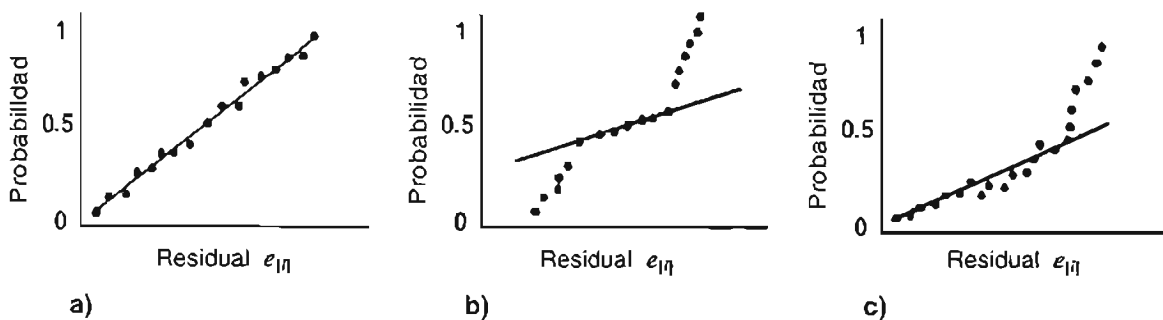 1
Probabilidad
0.5
0
Residual e[i]
a)
1
Probabilidad
0.5
0
Residual e[i]
b)
1
Probabilidad
0.5
0
Residual e[i]
c)